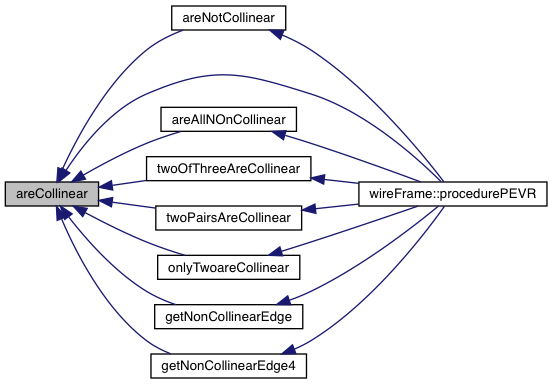 areNotCollinear
areAllNOnCollinear
twoOfThreeAreCollinear
areCollinear
wireFrame::procedurePEVR
twoPairsAreCollinear
onlyTwoareCollinear
getNonCollinearEdge
getNonCollinearEdge4